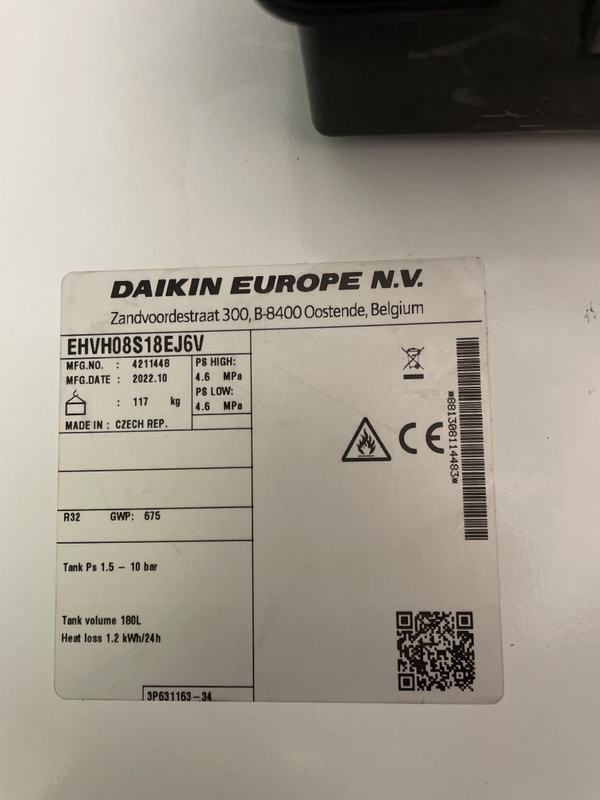 DAIKIN EUROPE N.V.
Zandvoordestraat 300, B-8400 Oostende, Belgium
EHVH08S18EJ6V
MFG.NO. : 4211448
MFG.DATE : 2022.10
: 117 kg
MADE IN : CZECH REP.
PS HIGH:
4.6 MPa
PS LOW:
4.6 MPa
R32 GWP: 675
Tank Ps 1.5 – 10 bar
Tank volume 180L
Heat loss 1.2 kWh/24h
3P631163-34
CE
*881308114483*